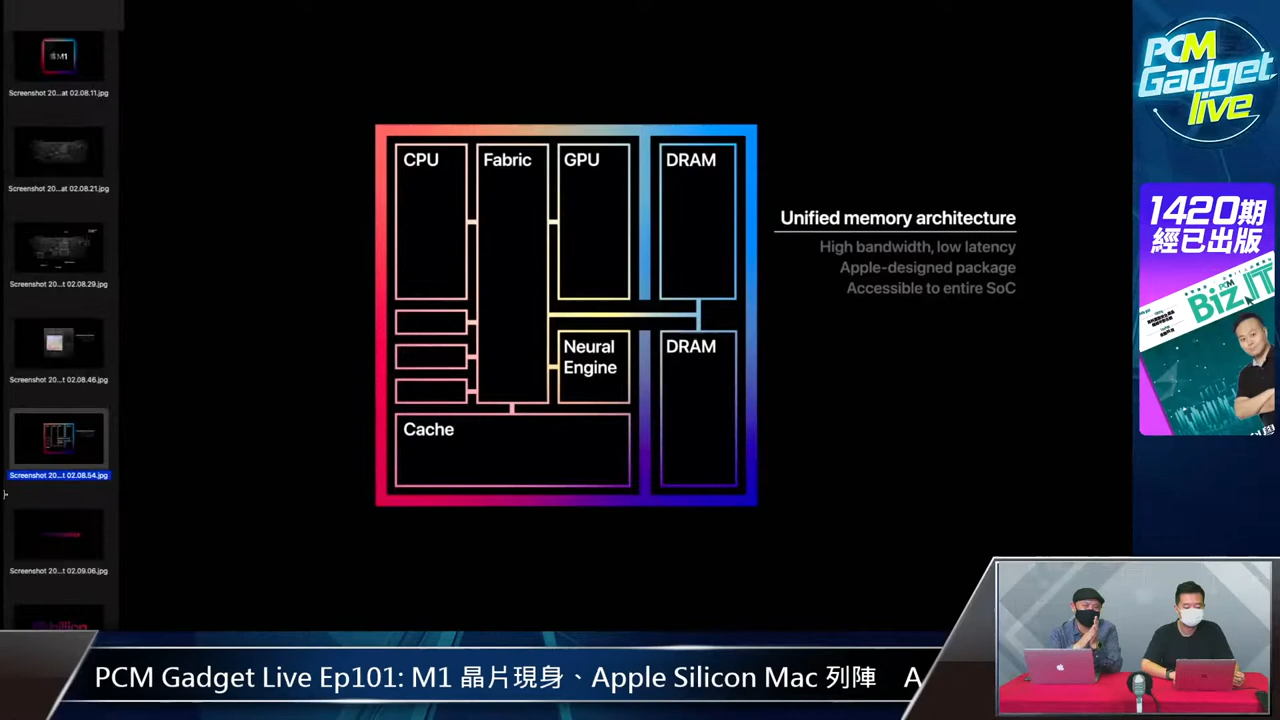 M1
Screenshot 20...at 02.08.11.jpg
Screenshot 20...at 02.08.21.jpg
Screenshot 20...at 02.08.29.jpg
Screenshot 20...t 02.08.46.jpg
Screenshot 20...t 02.08.54.jpg
Screenshot 20...t 02.09.06.jpg
billion
CPU
Fabric
GPU
DRAM
Neural
Engine
DRAM
Cache
Unified memory architecture
High bandwidth, low latency
Apple-designed package
Accessible to entire SoC
PCM
Gadget
live
1420期
經已出版
PCM
Biz.IT
PCM Gadget Live Ep101: M1 晶片現身、Apple Silicon Mac 列陣 A